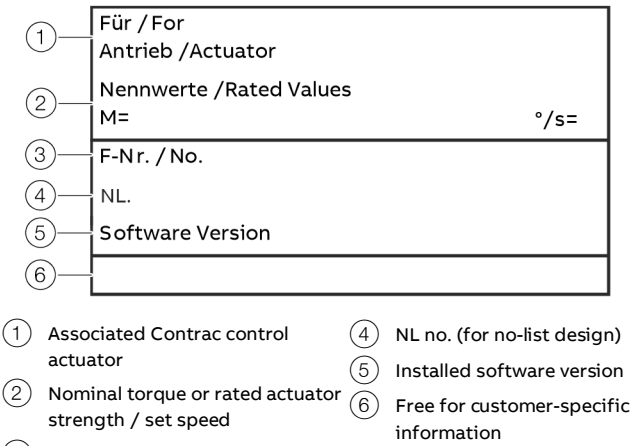 1 Für / For
Antrieb / Actuator
2 Nennwerte / Rated Values
M= °/s=
3 F-Nr. / No.
4 NL.
5 Software Version
6
1 Associated Contrac control
actuator
2 Nominal torque or rated actuator
strength / set speed
4 NL no. (for no-list design)
5 Installed software version
6 Free for customer-specific
information